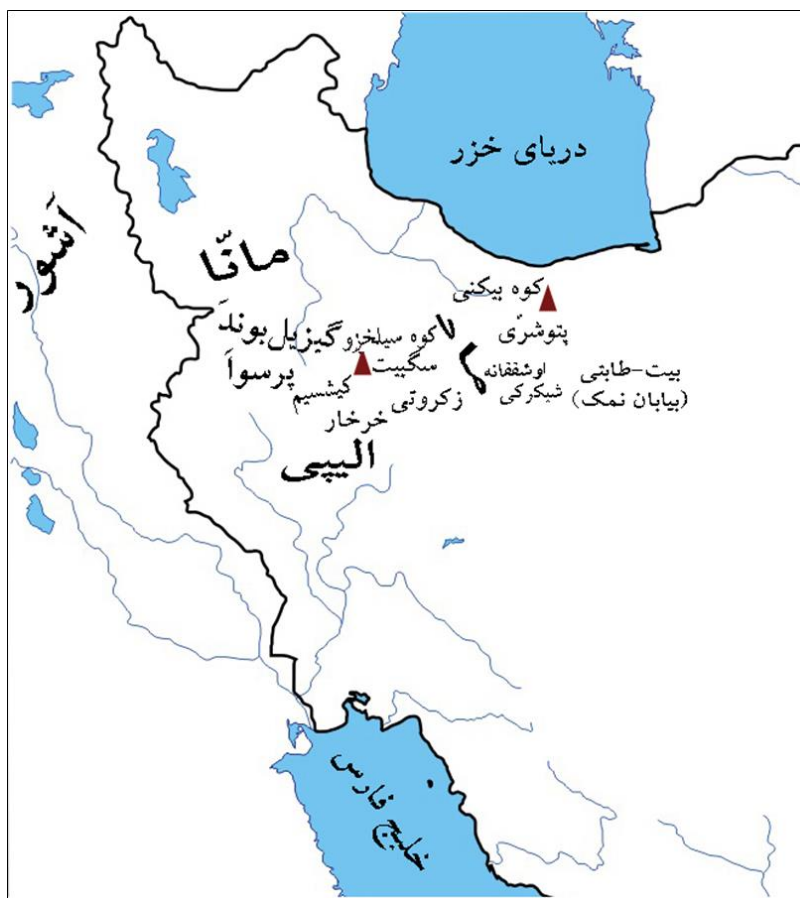 دریای خزر
آشور
مانّا
کوه بیکنی
پتوشرّی
گیزیل‌بوندَ
کوه سیلخزو
سگبیت
اوشققانه
شیکرکی
بیت-طابتی
(بیابان نمک)
پرسواَ
کیشسیم
زکروتی
خرخار
الیپی
خلیج فارس